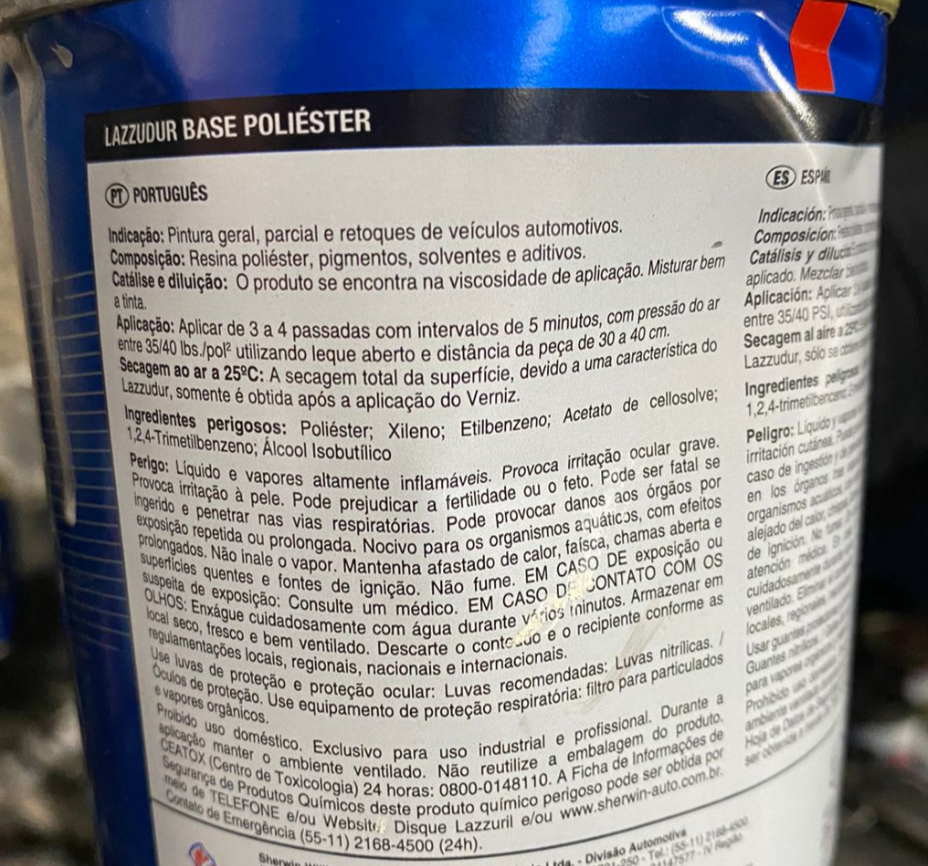 LAZZUDUR BASE POLIÉSTER
PT PORTUGUÊS
Indicação: Pintura geral, parcial e retoques de veículos automotivos.
Composição: Resina poliéster, pigmentos, solventes e aditivos.
Catálise e diluição: O produto se encontra na viscosidade de aplicação. Misturar bem
a tinta.
Aplicação: Aplicar de 3 a 4 passadas com intervalos de 5 minutos, com pressão do ar
entre 35/40 lbs./pol² utilizando leque aberto e distância da peça de 30 a 40 cm.
Secagem ao ar a 25ºC: A secagem total da superfície, devido a uma característica do
Lazzudur, somente é obtida após a aplicação do Verniz.
Ingredientes perigosos: Poliéster; Xileno; Etilbenzeno; Acetato de cellosolve;
1,2,4-Trimetilbenzeno; Álcool Isobutílico
Perigo: Líquido e vapores altamente inflamáveis. Provoca irritação ocular grave.
Provoca irritação à pele. Pode prejudicar a fertilidade ou o feto. Pode ser fatal se
ingerido e penetrar nas vias respiratórias. Pode provocar danos aos órgãos por
exposição repetida ou prolongada. Nocivo para os organismos aquáticos, com efeitos
prolongados. Não inale o vapor. Mantenha afastado de calor, faísca, chamas aberta e
superfícies quentes e fontes de ignição. Não fume. EM CASO DE exposição ou
suspeita de exposição: Consulte um médico. EM CASO DE CONTATO COM OS
OLHOS: Enxágue cuidadosamente com água durante vários minutos. Armazenar em
local seco, fresco e bem ventilado. Descarte o conteúdo e o recipiente conforme as
regulamentações locais, regionais, nacionais e internacionais.
Use luvas de proteção e proteção ocular: Luvas recomendadas: Luvas nitrílicas. /
Óculos de proteção. Use equipamento de proteção respiratória: filtro para particulados
e vapores orgânicos.
Proibido uso doméstico. Exclusivo para uso industrial e profissional. Durante a
aplicação manter o ambiente ventilado. Não reutilize a embalagem do produto.
CEATOX (Centro de Toxicologia) 24 horas: 0800-0148110. A Ficha de Informações de
Segurança de Produtos Químicos deste produto químico perigoso pode ser obtida por
meio de TELEFONE e/ou Website: Disque Lazzuril e/ou www.sherwin-auto.com.br.
Contato de Emergência (55-11) 2168-4500 (24h).
ES
Indicación:
Composición:
Catálisis y
aplicado. Mezclar
Aplicación: Aplicar
entre 35/40 PSI,
Secagem al aire a
Lazzudur, sólo se
Ingredientes
Peligro: Líquido y
irritación cutánea.
caso de ingestión y
en los órganos
organismos
alejado del calor,
de ignición. No
atención médica.
cuidadosamente
ventilado.
locales,
Usar guantes
Guantes
para vapores
Prohibido uso
ambiente
Hoja de Datos de
ser
Ltda. - Divisão Automotiva
Tel.: (55-11) 2168-4500